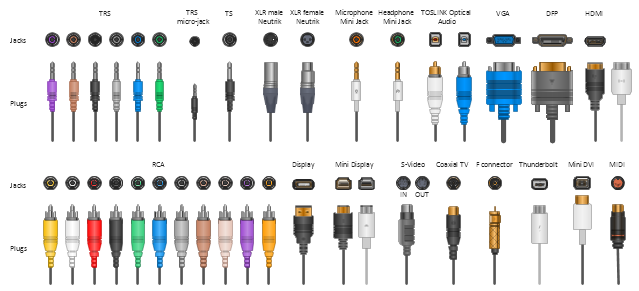 TRS
TRS
micro-jack
TS
XLR male
Neutrik
XLR female
Neutrik
Microphone
Mini Jack
Headphone
Mini Jack
TOSLINK Optical
Audio
VGA
DFP
HDMI
Jacks
Plugs
RCA
Display
Mini Display
S-Video
Coaxial TV
F connector
Thunderbolt
Mini DVI
MIDI
Jacks
IN
OUT
Plugs